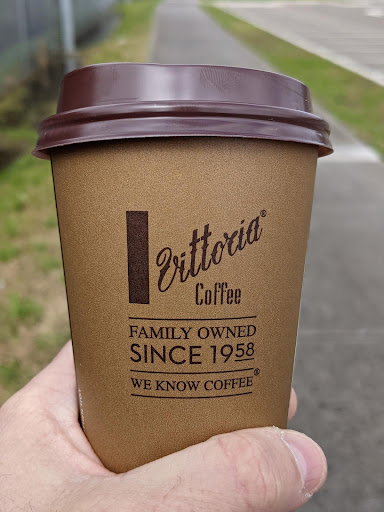 Vittoria®
Coffee
FAMILY OWNED
SINCE 1958
WE KNOW COFFEE®